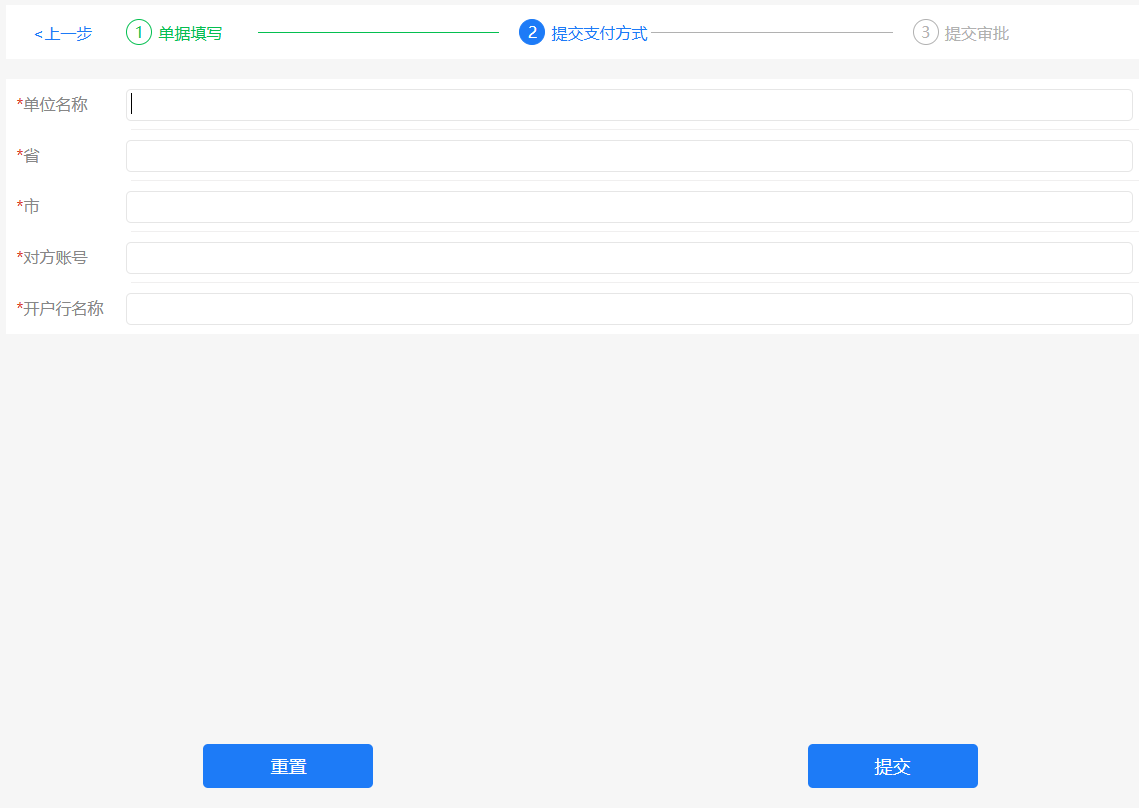 <上一步 1 单据填写 2 提交支付方式 3 提交审批
*单位名称
*省
*市
*对方账号
*开户行名称
重置 提交